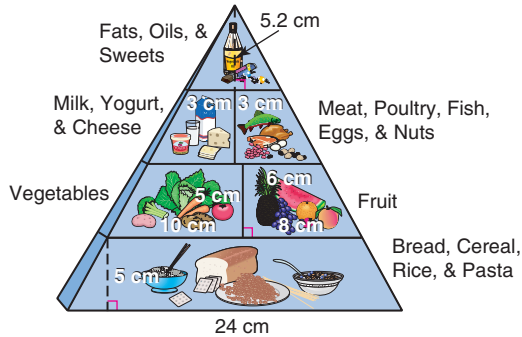 5.2 cm
Fats, Oils, &
Sweets
Milk, Yogurt,
& Cheese
3 cm
3 cm
Meat, Poultry, Fish,
Eggs, & Nuts
Vegetables
5 cm
10 cm
6 cm
8 cm
Fruit
Bread, Cereal,
Rice, & Pasta
5 cm
24 cm